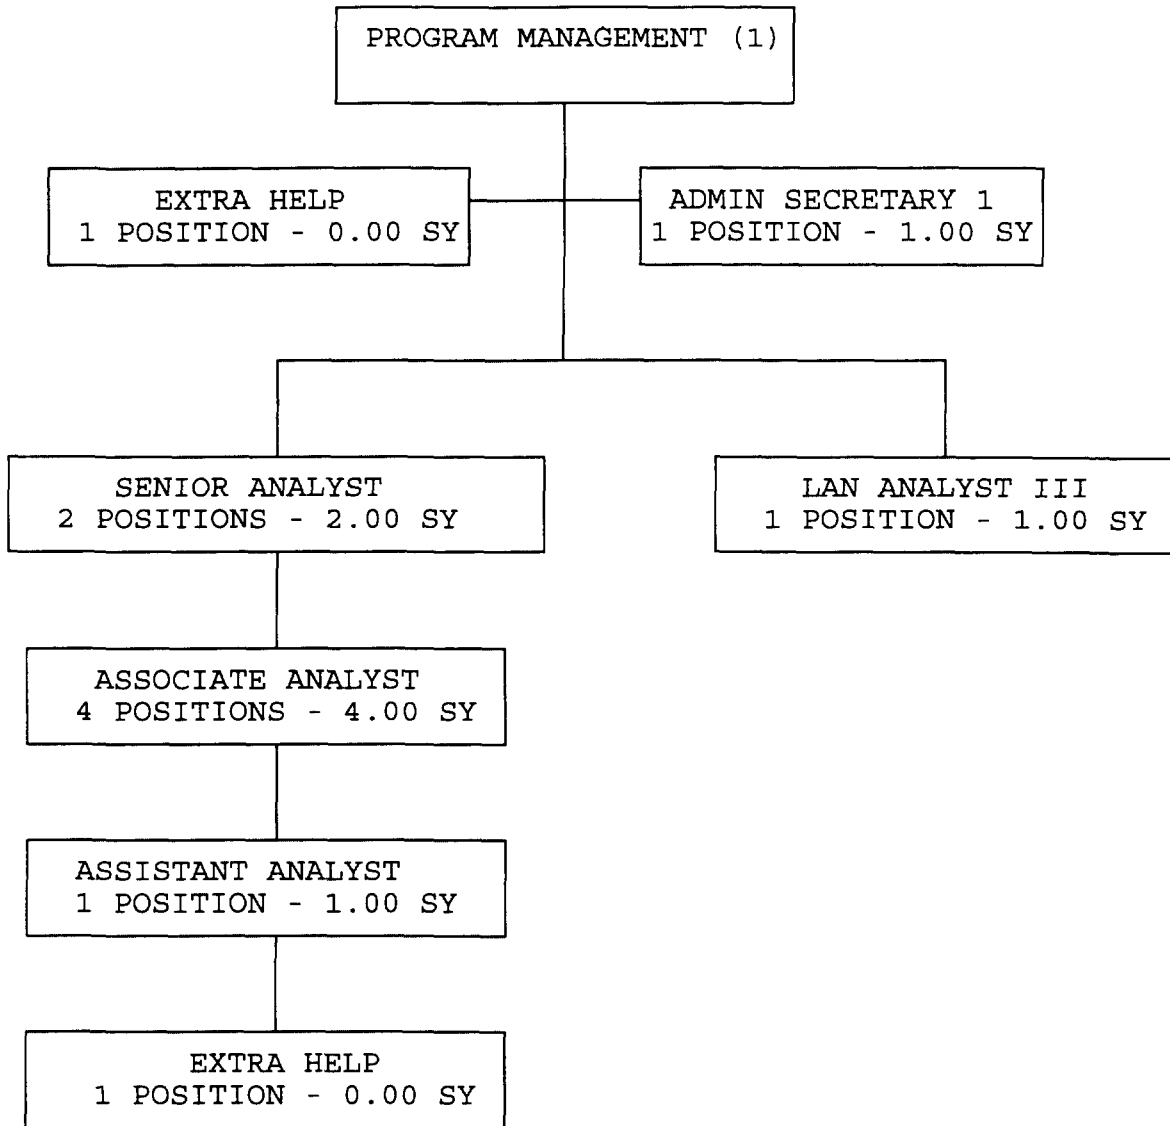 PROGRAM MANAGEMENT (1)
EXTRA HELP
1 POSITION - 0.00 SY
ADMIN SECRETARY 1
1 POSITION - 1.00 SY
SENIOR ANALYST
2 POSITIONS - 2.00 SY
LAN ANALYST III
1 POSITION - 1.00 SY
ASSOCIATE ANALYST
4 POSITIONS - 4.00 SY
ASSISTANT ANALYST
1 POSITION - 1.00 SY
EXTRA HELP
1 POSITION - 0.00 SY